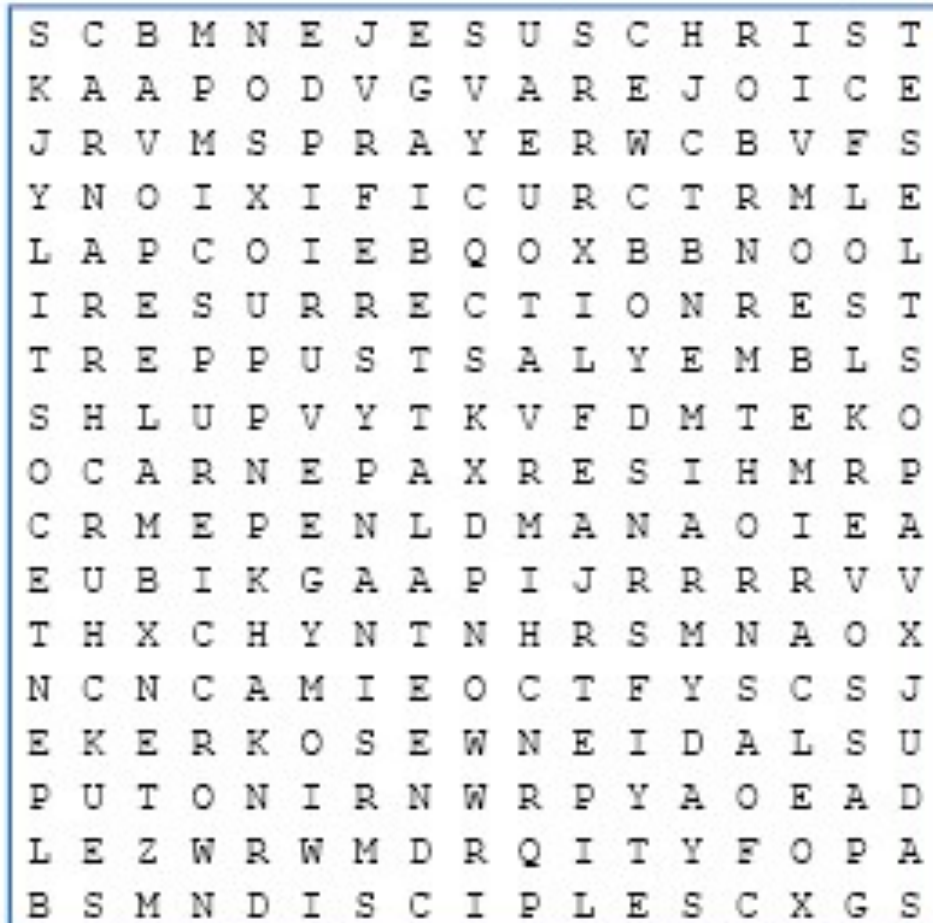 S C B M N E J E S U S C H R I S T
K A A P O D V G V A R E J O I C E
J R V M S P R A Y E R W C B V F S
Y N O I X I F I C U R C T R M L E
L A P C O I E B Q O X B B N O O L
I R E S U R R E C T I O N R E S T
T R E P P U S T S A L Y E M B L S
S H L U P V Y T K V F D M T E K O
O C A R N E P A X R E S I H M R P
C R M E P E N L D M A N A O I E A
E U B I K G A A P I J R R R R V V
T H X C H Y N T N H R S M N A O X
N C N C A M I E O C T F Y S C S J
E K E R K O S E W N E I D A L S U
P U T O N I R N W R P Y A O E A D
L E Z W R W M D R Q I T Y F O P A
B S M N D I S C I P L E S C X G S